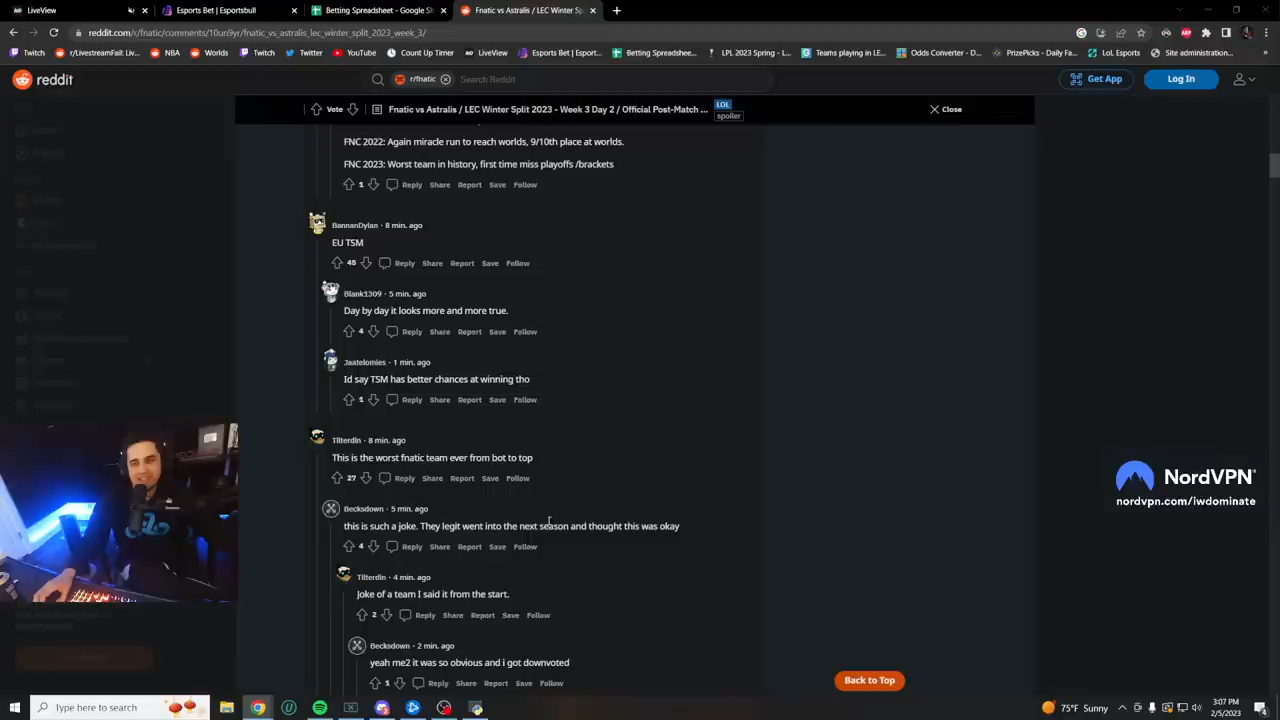 LiveView
Esports Bet | Esportsbull
Betting Spreadsheet - Google Sh
Fnatic vs Astralis / LEC Winter Sp
reddit.com/r/fnatic/comments/10un9yr/fnatic_vs_astralis_lec_winter_split_2023_week_3/
Twitch
r/LivestreamFail: Liv...
NBA
Worlds
Twitch
Twitter
YouTube
Count Up Timer
LiveView
Esports Bet | Esport...
Betting Spreadshee...
LPL 2023 Spring - L...
Teams playing in LE...
Odds Converter - D...
PrizePicks - Daily Fa...
LoL Esports
Site administration...
reddit
r/fnatic
Search Reddit
Get App
Log In
Vote
Fnatic vs Astralis / LEC Winter Split 2023 - Week 3 Day 2 / Official Post-Match ...
LOL
spoiler
Close
FNC 2022: Again miracle run to reach worlds, 9/10th place at worlds.
FNC 2023: Worst team in history, first time miss playoffs /brackets
1 Reply Share Report Save Follow
BannanDylan · 8 min. ago
EU TSM
45 Reply Share Report Save Follow
Blank1309 · 5 min. ago
Day by day it looks more and more true.
4 Reply Share Report Save Follow
Jaatelomies · 1 min. ago
Id say TSM has better chances at winning tho
1 Reply Share Report Save Follow
Tilterdin · 8 min. ago
This is the worst fnatic team ever from bot to top
27 Reply Share Report Save Follow
Becksdown · 5 min. ago
this is such a joke. They legit went into the next season and thought this was okay
4 Reply Share Report Save Follow
Tilterdin · 4 min. ago
Joke of a team I said it from the start.
2 Reply Share Report Save Follow
Becksdown · 2 min. ago
yeah me2 it was so obvious and i got downvoted
1 Reply Share Report Save Follow
NordVPN
nordvpn.com/iwdominate
Back to Top
Type here to search
75°F Sunny
3:07 PM
2/5/2023